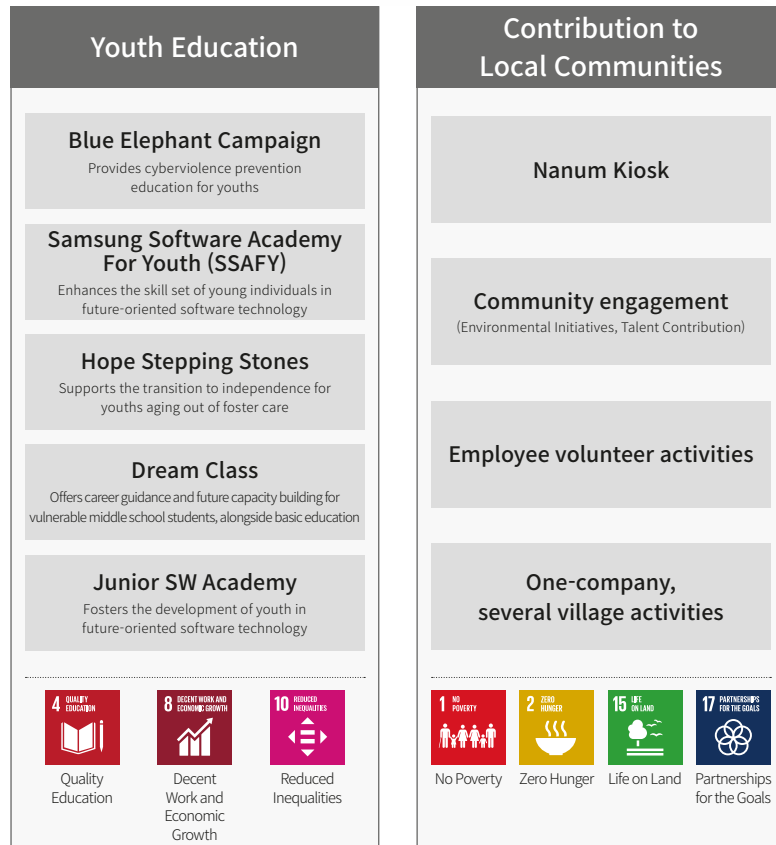 Youth Education
Blue Elephant Campaign
Provides cyberviolence prevention
education for youths
Samsung Software Academy
For Youth (SSAFY)
Enhances the skill set of young individuals in
future-oriented software technology
Hope Stepping Stones
Supports the transition to independence for
youths aging out of foster care
Dream Class
Offers career guidance and future capacity building for
vulnerable middle school students, alongside basic education
Junior SW Academy
Fosters the development of youth in
future-oriented software technology
4 QUALITY
EDUCATION
Quality
Education
8 DECENT WORK AND
ECONOMIC GROWTH
Decent
Work and
Economic
Growth
10 REDUCED
INEQUALITIES
Reduced
Inequalities
Contribution to
Local Communities
Nanum Kiosk
Community engagement
(Environmental Initiatives, Talent Contribution)
Employee volunteer activities
One-company,
several village activities
1 NO
POVERTY
No Poverty
2 ZERO
HUNGER
Zero Hunger
15 LIFE
ON LAND
Life on Land
17 PARTNERSHIPS
FOR THE GOALS
Partnerships
for the Goals